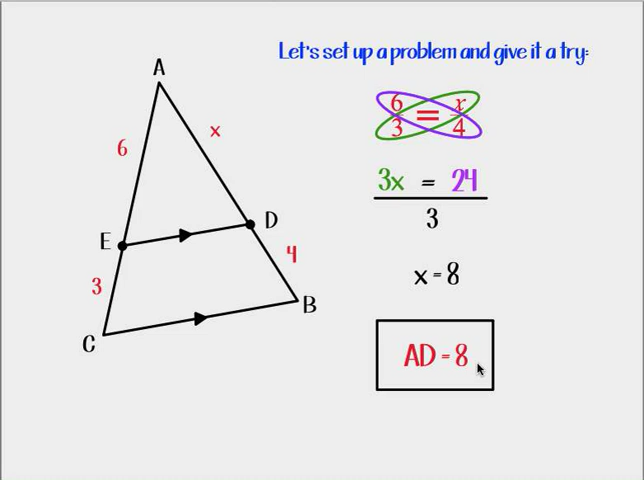 Let's set up a problem and give it a try:
A
6
x
6/3 = x/4
3x = 24
3
E
D
3
4
x = 8
C
B
AD = 8